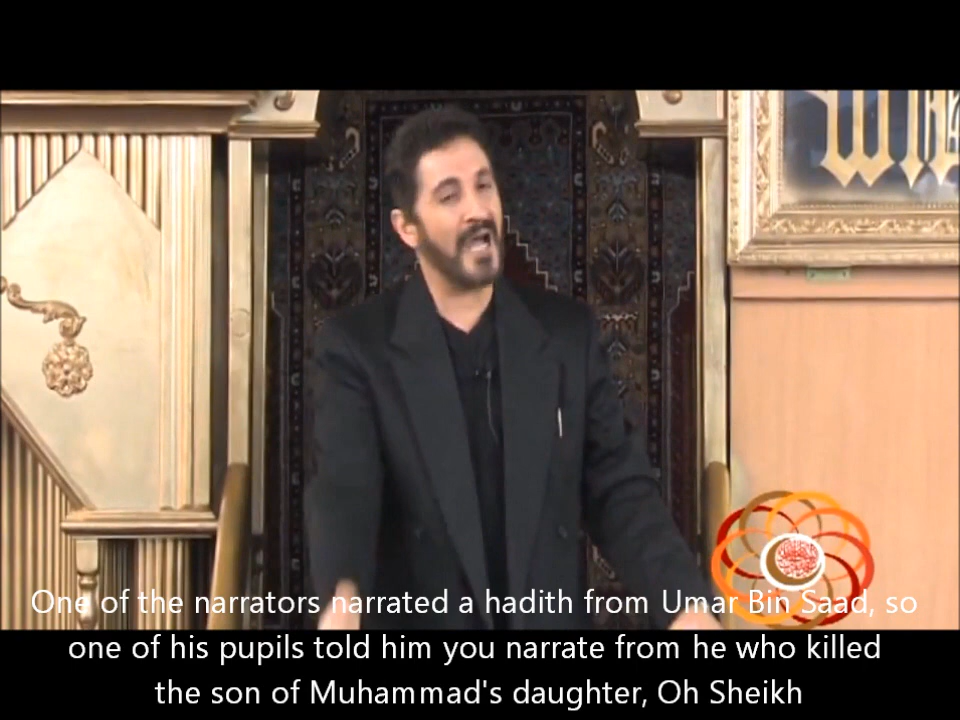 One of the narrators narrated a hadith from Umar Bin Saad, so
one of his pupils told him you narrate from he who killed
the son of Muhammad's daughter, Oh Sheikh